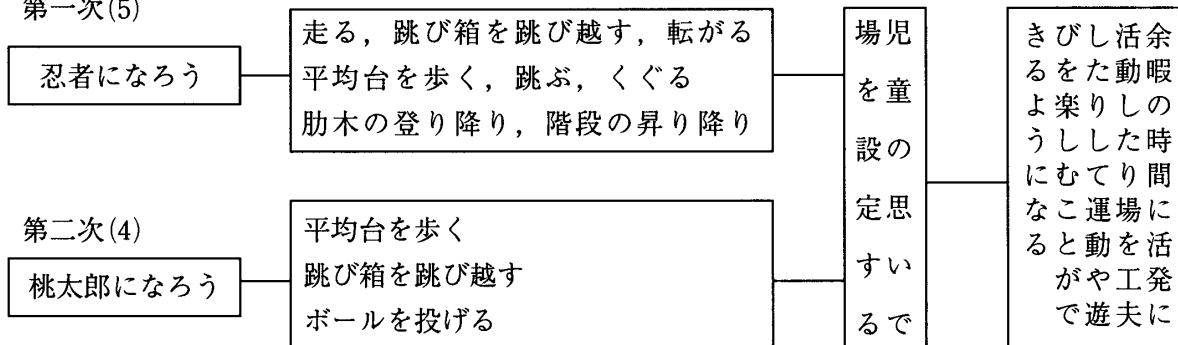 第一次(5)
忍者になろう
走る，跳び箱を跳び越す，転がる
平均台を歩く，跳ぶ，くぐる
肋木の登り降り，階段の昇り降り
第二次(4)
桃太郎になろう
平均台を歩く
跳び箱を跳び越す
ボールを投げる
児童の思いで
場を設定する
余暇の時間に活発に
活動したり場を工夫
したりして運動や遊
びを楽しむことがで
きるようになる